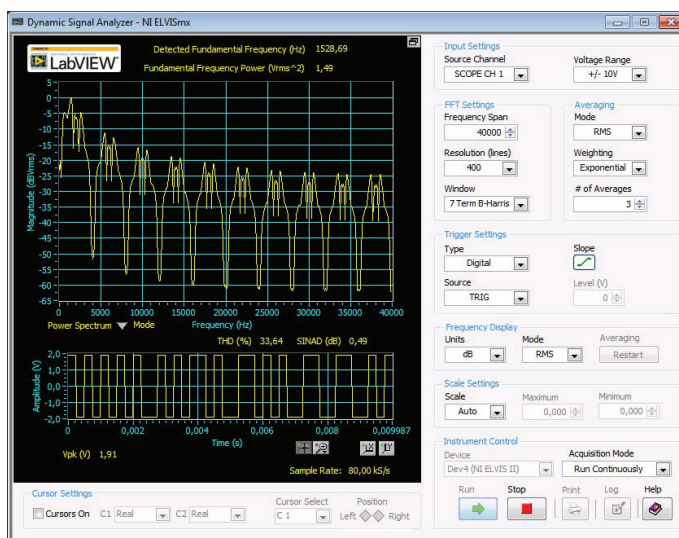 Dynamic Signal Analyzer - NI ELVISmx
LabVIEW
Detected Fundamental Frequency (Hz) 1528,69
Fundamental Frequency Power (Vrms^2) 1,49
Magnitude (dBVrms)
5
0
-5
-10
-15
-20
-25
-30
-35
-40
-45
-50
-55
-60
-65
0 5000 10000 15000 20000 25000 30000 35000 40000
Power Spectrum Mode Frequency (Hz)
THD (%) 33,64 SINAD (dB) 0,49
Amplitude (V)
2,0
1,0
0,0
-1,0
-2,0
0 0,002 0,004 0,006 0,008 0,009987
Time (s)
Vpk (V) 1,91
Sample Rate: 80,00 kS/s
Cursor Settings
Cursors On C1 Real C2 Real
Cursor Select
C 1
Position
Left Right
Input Settings
Source Channel Voltage Range
SCOPE CH 1 +/- 10V
FFT Settings
Frequency Span
40000
Resolution (lines)
400
Window
7 Term B-Harris
Averaging
Mode
RMS
Weighting
Exponential
# of Averages
3
Trigger Settings
Type Slope
Digital
Source Level (V)
TRIG 0
Frequency Display
Units Mode Averaging
dB RMS Restart
Scale Settings
Scale Maximum Minimum
Auto 0,000 0,000
Instrument Control
Device Acquisition Mode
Dev4 (NI ELVIS II) Run Continuously
Run Stop Print Log Help